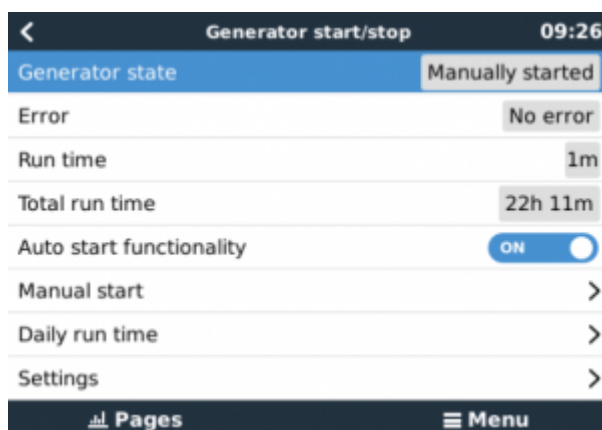 Generator start/stop 09:26
Generator state Manually started
Error No error
Run time 1m
Total run time 22h 11m
Auto start functionality ON
Manual start
Daily run time
Settings
Pages Menu